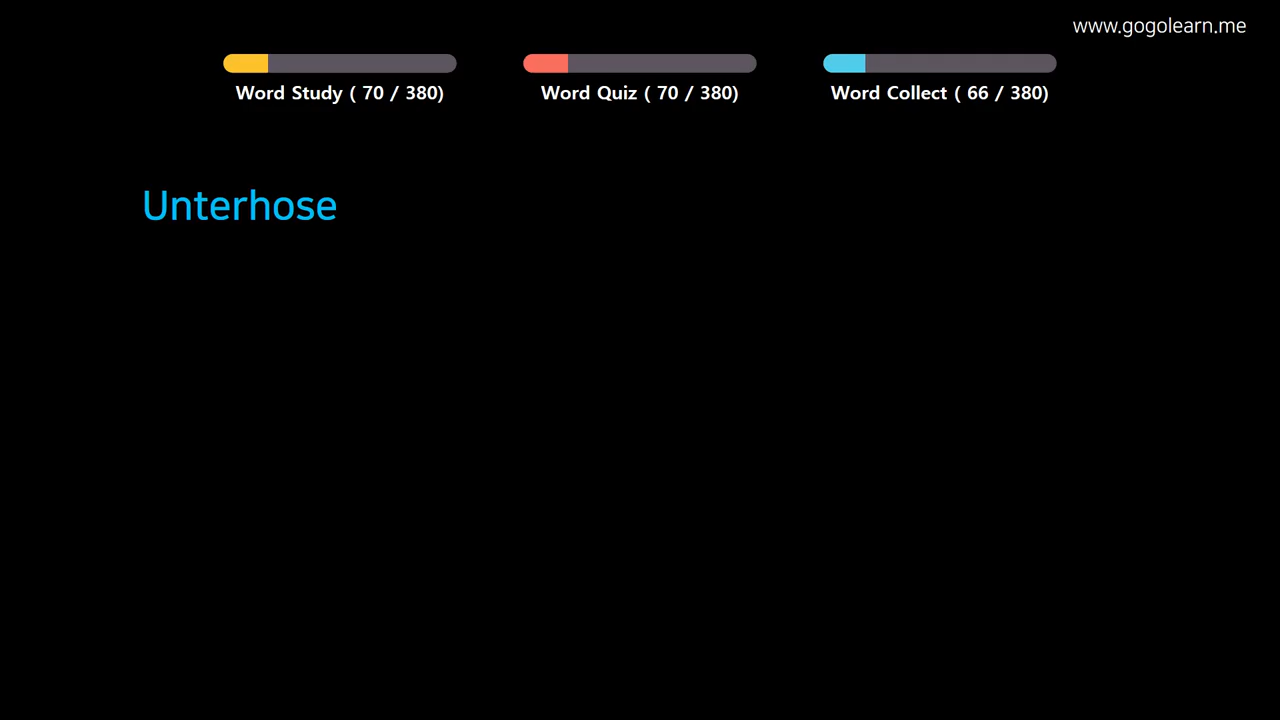 www.gogolearn.me
Word Study ( 70 / 380)
Word Quiz ( 70 / 380)
Word Collect ( 66 / 380)
Unterhose